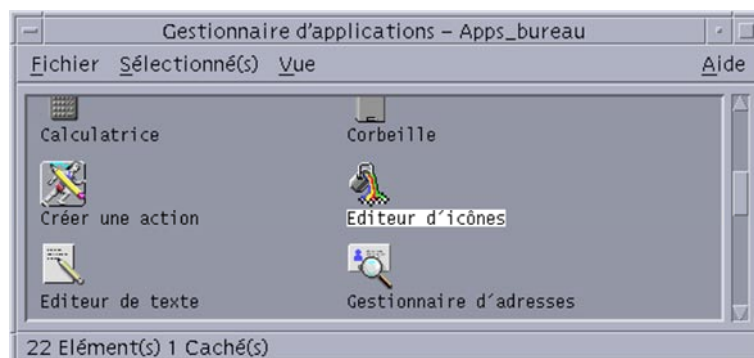 Gestionnaire d'applications – Apps_bureau
Fichier Sélectionné(s) Vue Aide
Calculatrice Corbeille
Créer une action Editeur d´icônes
Editeur de texte Gestionnaire d´adresses
22 Elément(s) 1 Caché(s)